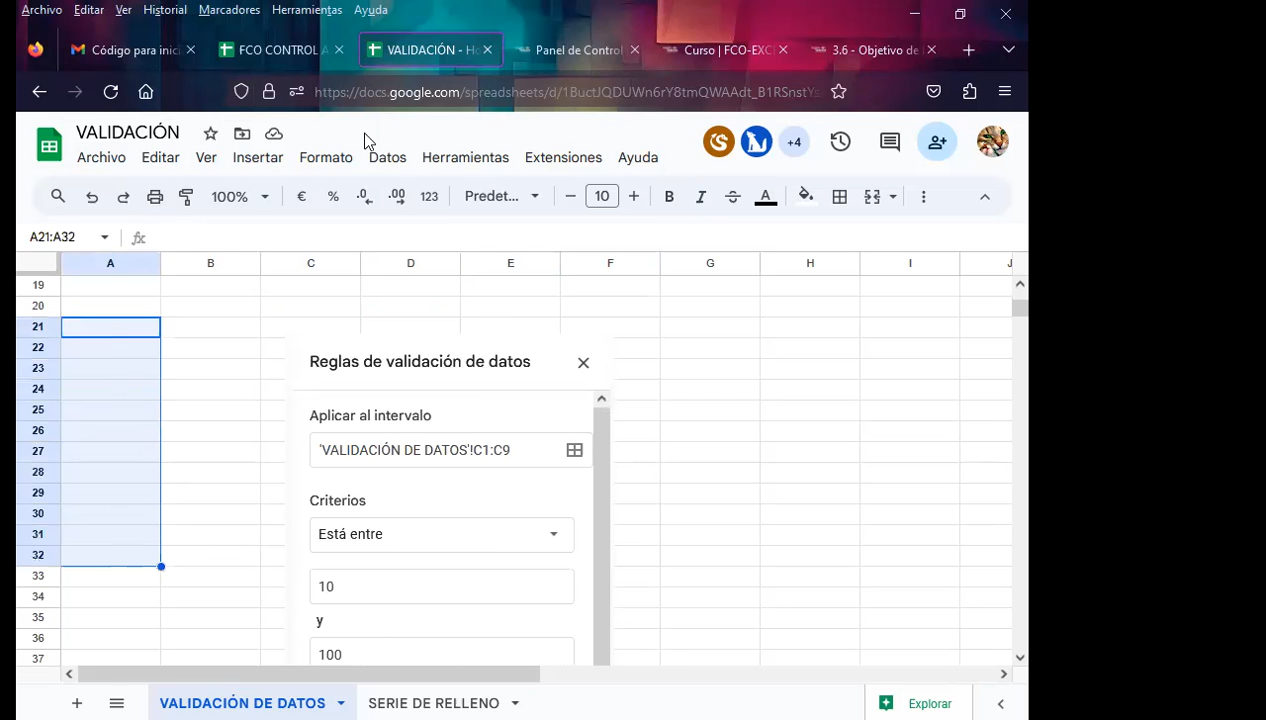 Archivo Editar Ver Historial Marcadores Herramientas Ayuda
Código para inic FCO CONTROL A VALIDACIÓN - Ho Panel de Control Curso | FCO-EXC 3.6 - Objetivo de
https://docs.google.com/spreadsheets/d/1BuctJQDUWn6rY8tmQWAAdt_B1RSnstYs
VALIDACIÓN
+4
Archivo Editar Ver Insertar Formato Datos Herramientas Extensiones Ayuda
100% € % .0 .00 123 Predet... 10 B I A
A21:A32 fx
A B C D E F G H I J
19
20
21
22
23
24
25
26
27
28
29
30
31
32
33
34
35
36
37
Reglas de validación de datos
Aplicar al intervalo
'VALIDACIÓN DE DATOS'!C1:C9
Criterios
Está entre
10
y
100
VALIDACIÓN DE DATOS SERIE DE RELLENO Explorar